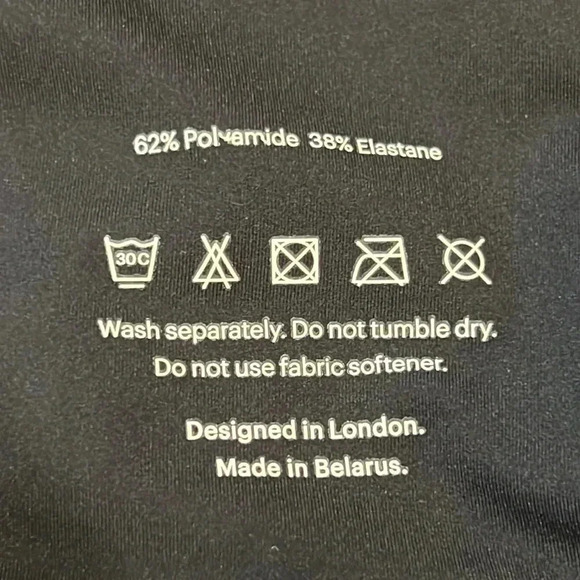 62% Polyamide 38% Elastane
30C
Wash separately. Do not tumble dry.
Do not use fabric softener.
Designed in London.
Made in Belarus.